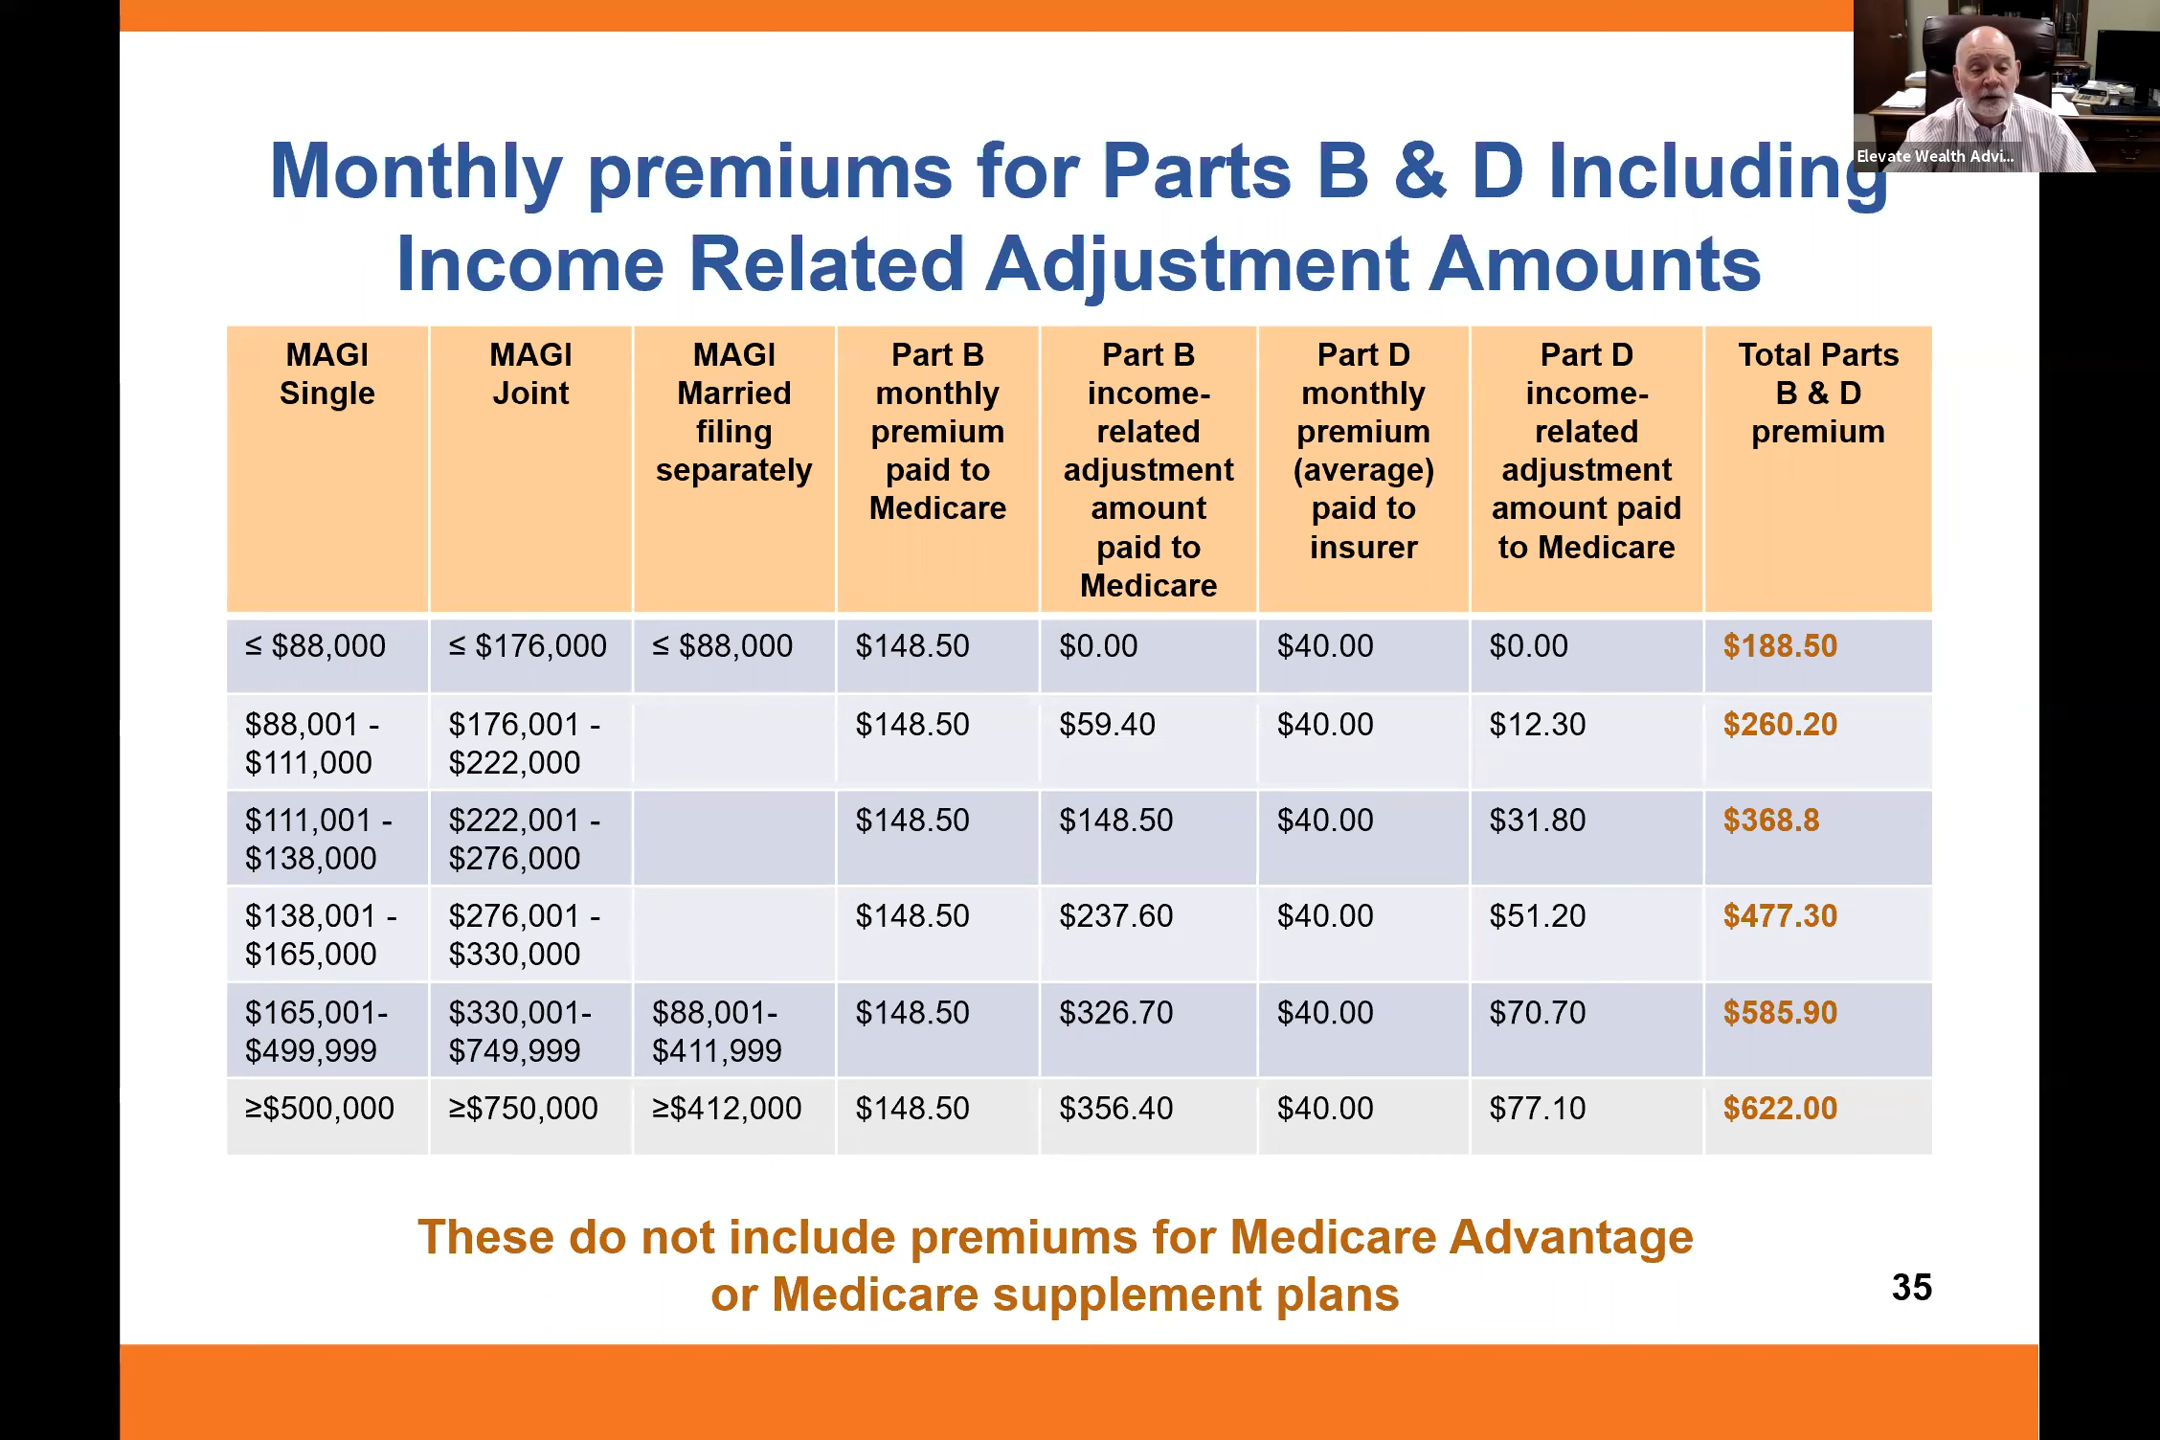 Elevate Wealth Advi...
Monthly premiums for Parts B & D Including
Income Related Adjustment Amounts
MAGI Single
MAGI Joint
MAGI Married filing separately
Part B monthly premium paid to Medicare
Part B income-related adjustment amount paid to Medicare
Part D monthly premium (average) paid to insurer
Part D income-related adjustment amount paid to Medicare
Total Parts B & D premium
≤ $88,000 ≤ $176,000 ≤ $88,000 $148.50 $0.00 $40.00 $0.00 $188.50
$88,001 - $111,000 $176,001 - $222,000 $148.50 $59.40 $40.00 $12.30 $260.20
$111,001 - $138,000 $222,001 - $276,000 $148.50 $148.50 $40.00 $31.80 $368.8
$138,001 - $165,000 $276,001 - $330,000 $148.50 $237.60 $40.00 $51.20 $477.30
$165,001- $499,999 $330,001- $749,999 $88,001- $411,999 $148.50 $326.70 $40.00 $70.70 $585.90
≥$500,000 ≥$750,000 ≥$412,000 $148.50 $356.40 $40.00 $77.10 $622.00
These do not include premiums for Medicare Advantage
or Medicare supplement plans
35